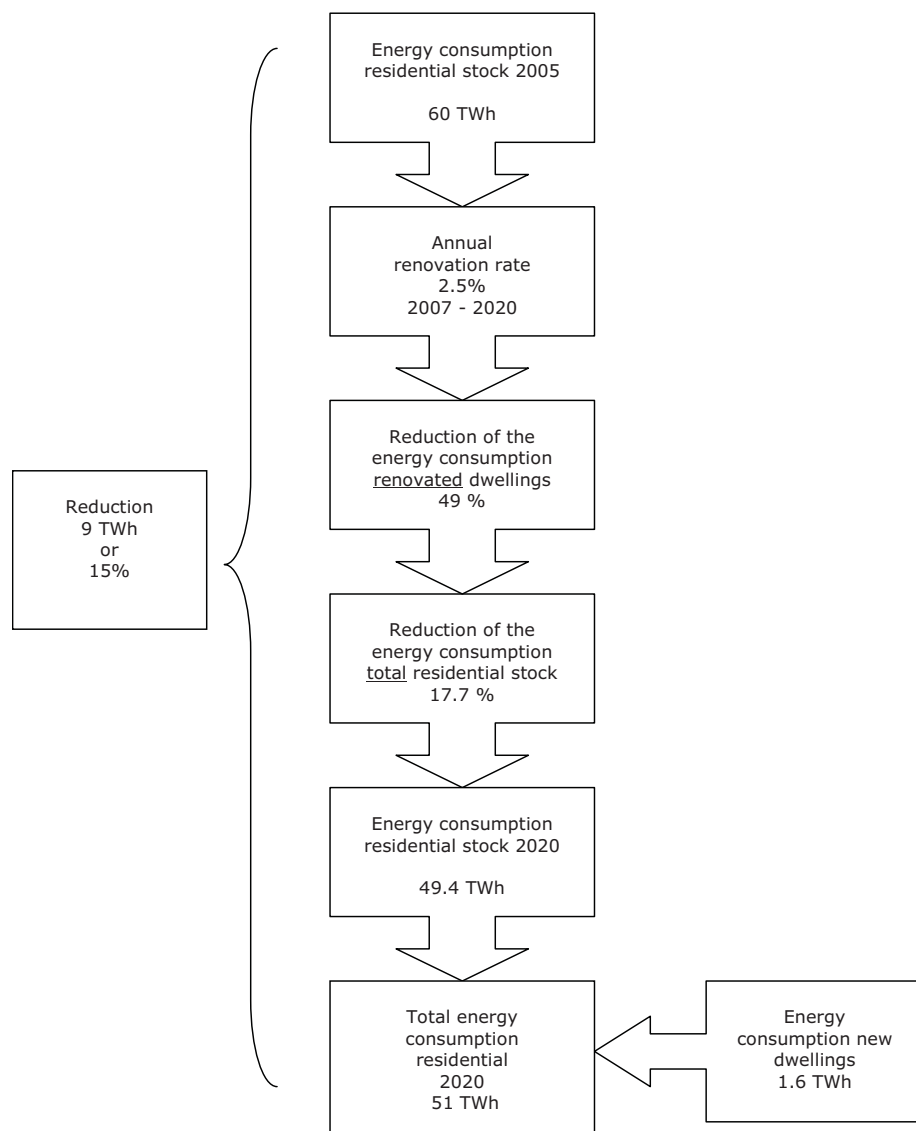 Energy consumption
residential stock 2005
60 TWh
Annual
renovation rate
2.5%
2007 - 2020
Reduction of the
energy consumption
renovated dwellings
49 %
Reduction
9 TWh
or
15%
Reduction of the
energy consumption
total residential stock
17.7 %
Energy consumption
residential stock 2020
49.4 TWh
Total energy
consumption
residential
2020
51 TWh
Energy
consumption new
dwellings
1.6 TWh